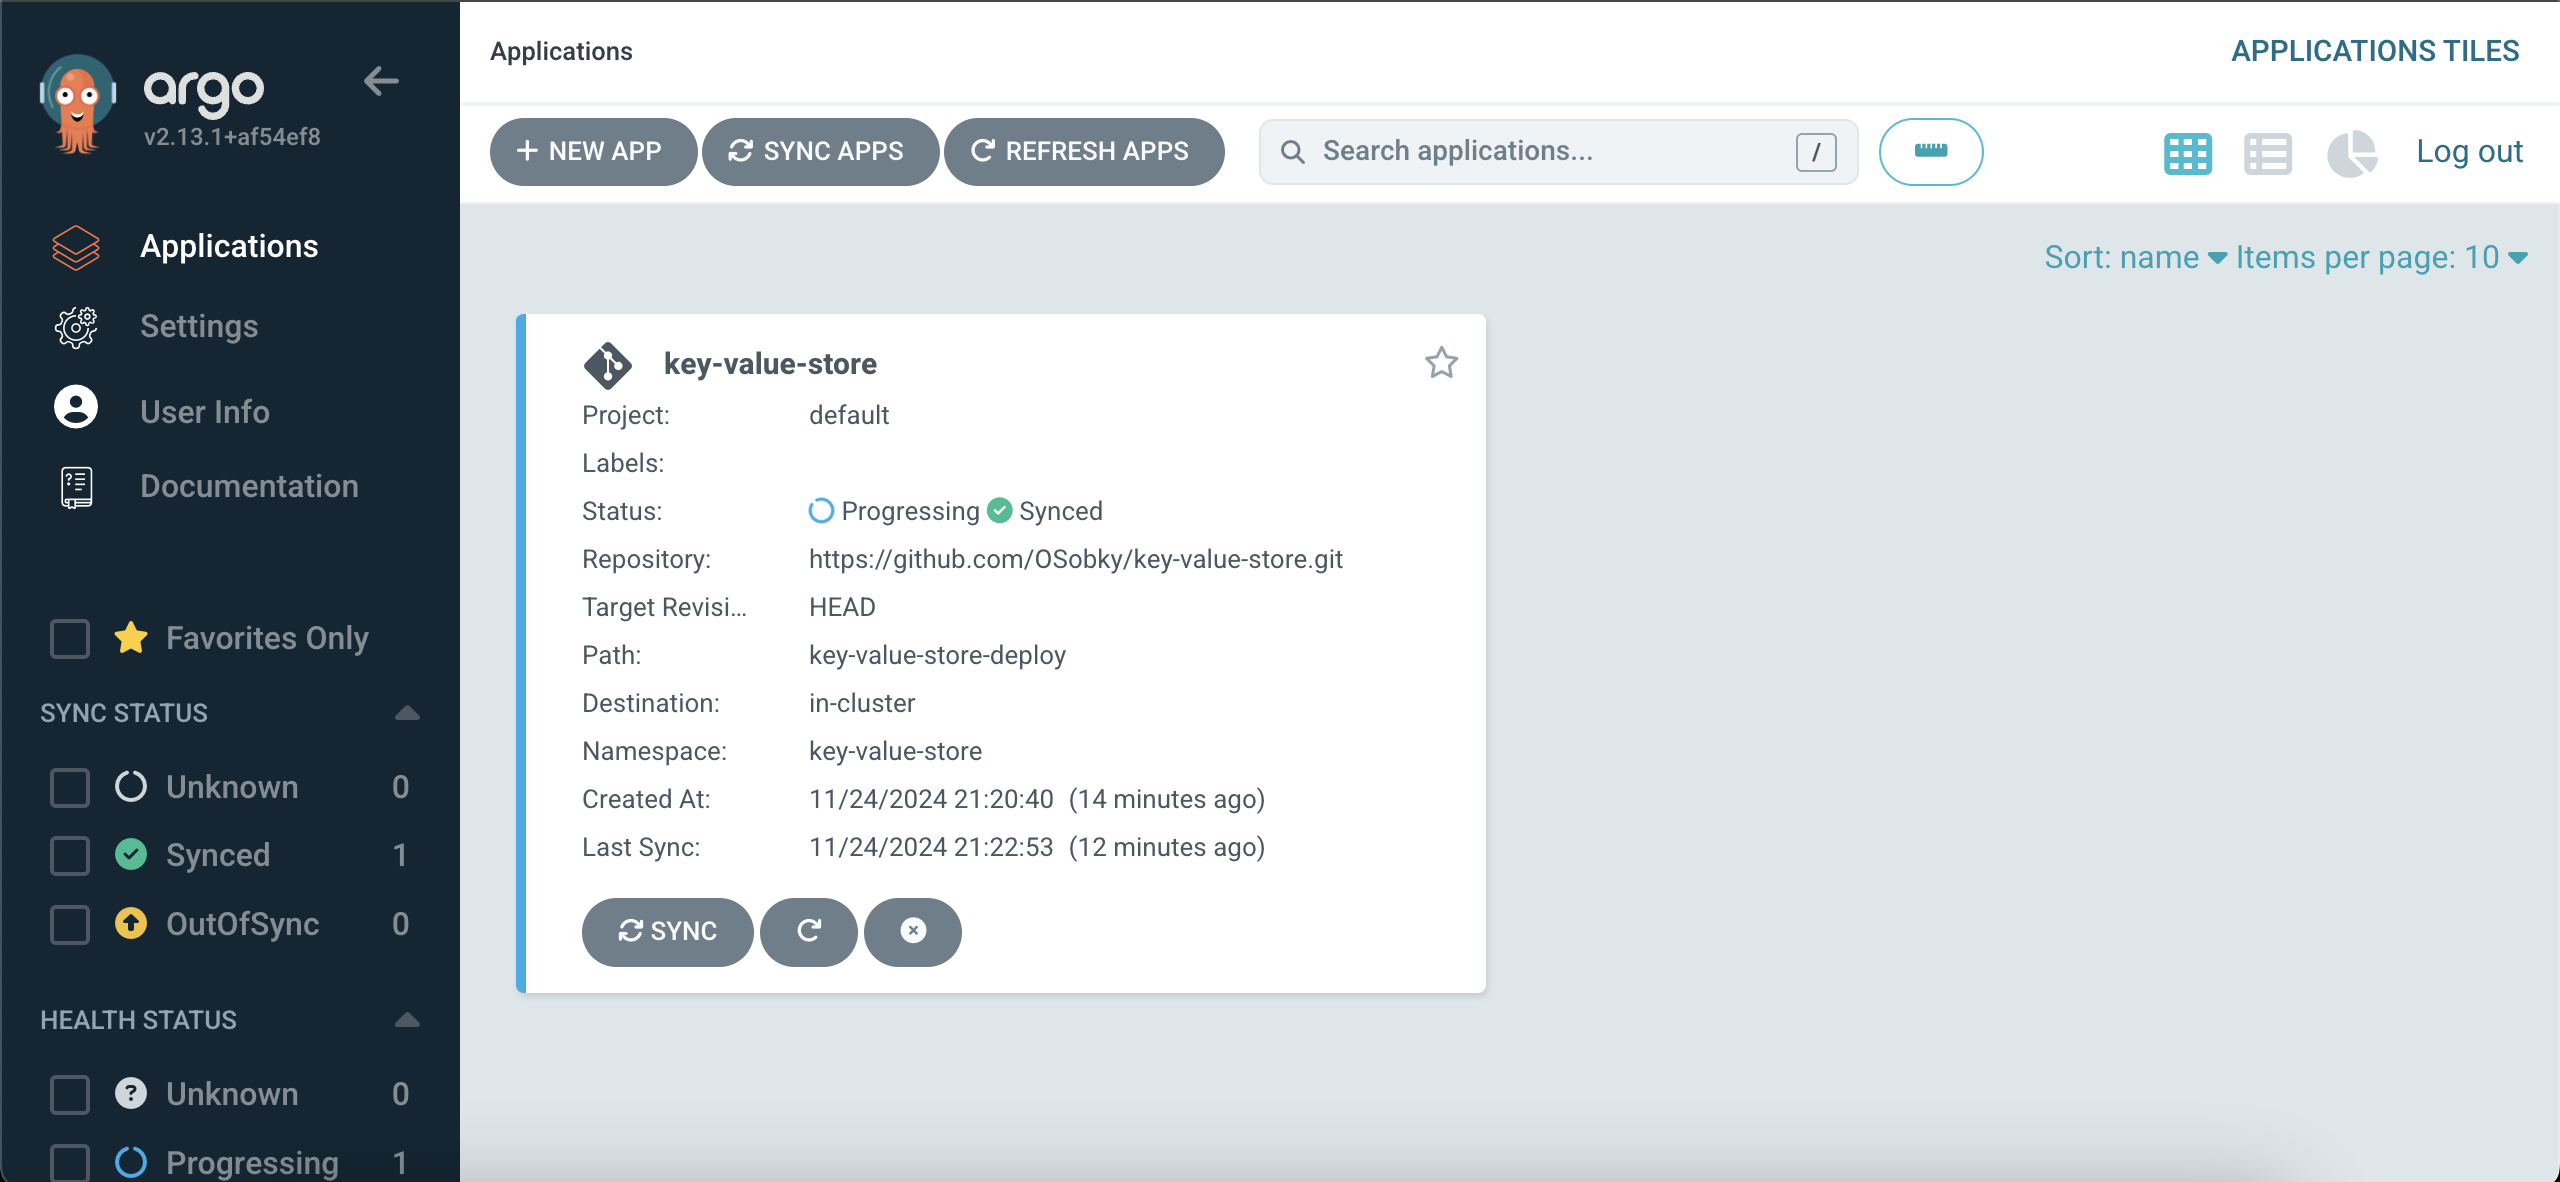 argo
v2.13.1+af54ef8
Applications
Settings
User Info
Documentation
Favorites Only
SYNC STATUS
Unknown 0
Synced 1
OutOfSync 0
HEALTH STATUS
Unknown 0
Progressing 1
Applications
APPLICATIONS TILES
+ NEW APP SYNC APPS REFRESH APPS Search applications... / Log out
Sort: name Items per page: 10
key-value-store
Project: default
Labels:
Status: Progressing Synced
Repository: https://github.com/OSobky/key-value-store.git
Target Revisi... HEAD
Path: key-value-store-deploy
Destination: in-cluster
Namespace: key-value-store
Created At: 11/24/2024 21:20:40 (14 minutes ago)
Last Sync: 11/24/2024 21:22:53 (12 minutes ago)
SYNC